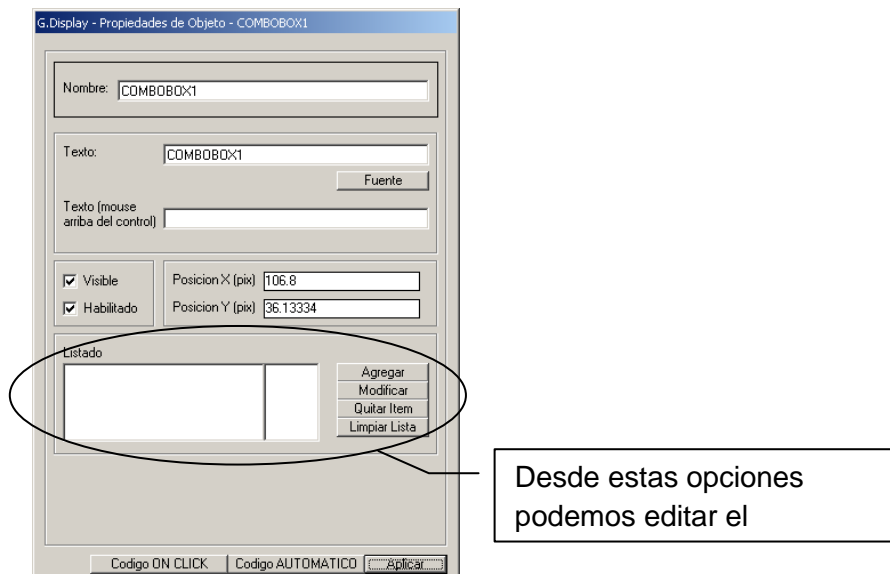 G.Display - Propiedades de Objeto - COMBOBOX1
Nombre: COMBOBOX1
Texto: COMBOBOX1
Fuente
Texto (mouse
arriba del control)
Visible Posicion X (pix) 106.8
Habilitado Posicion Y (pix) 36.13334
Listado
Agregar
Modificar
Quitar Item
Limpiar Lista
Desde estas opciones
podemos editar el
Codigo ON CLICK Codigo AUTOMATICO Aplicar